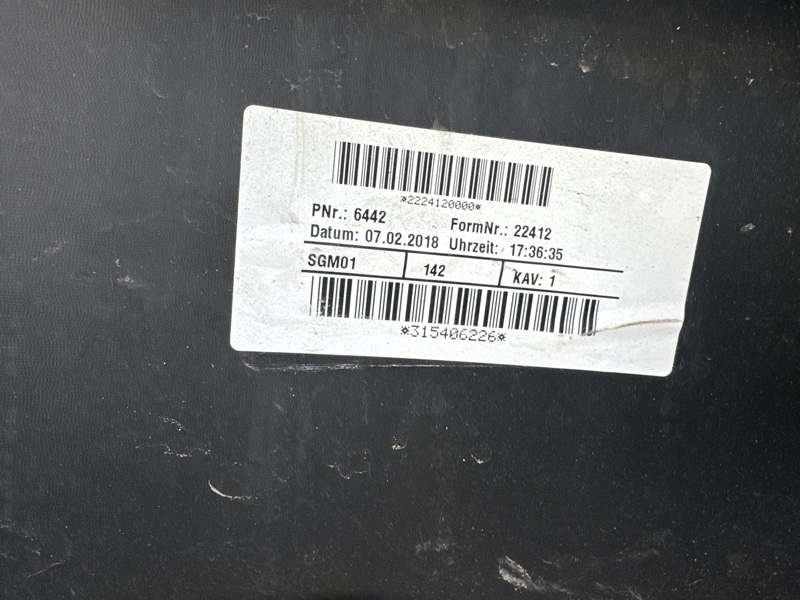 *2224120000*
PNr.: 6442 FormNr.: 22412
Datum: 07.02.2018 Uhrzeit: 17:36:35
SGM01 142 KAV: 1
*315406226*